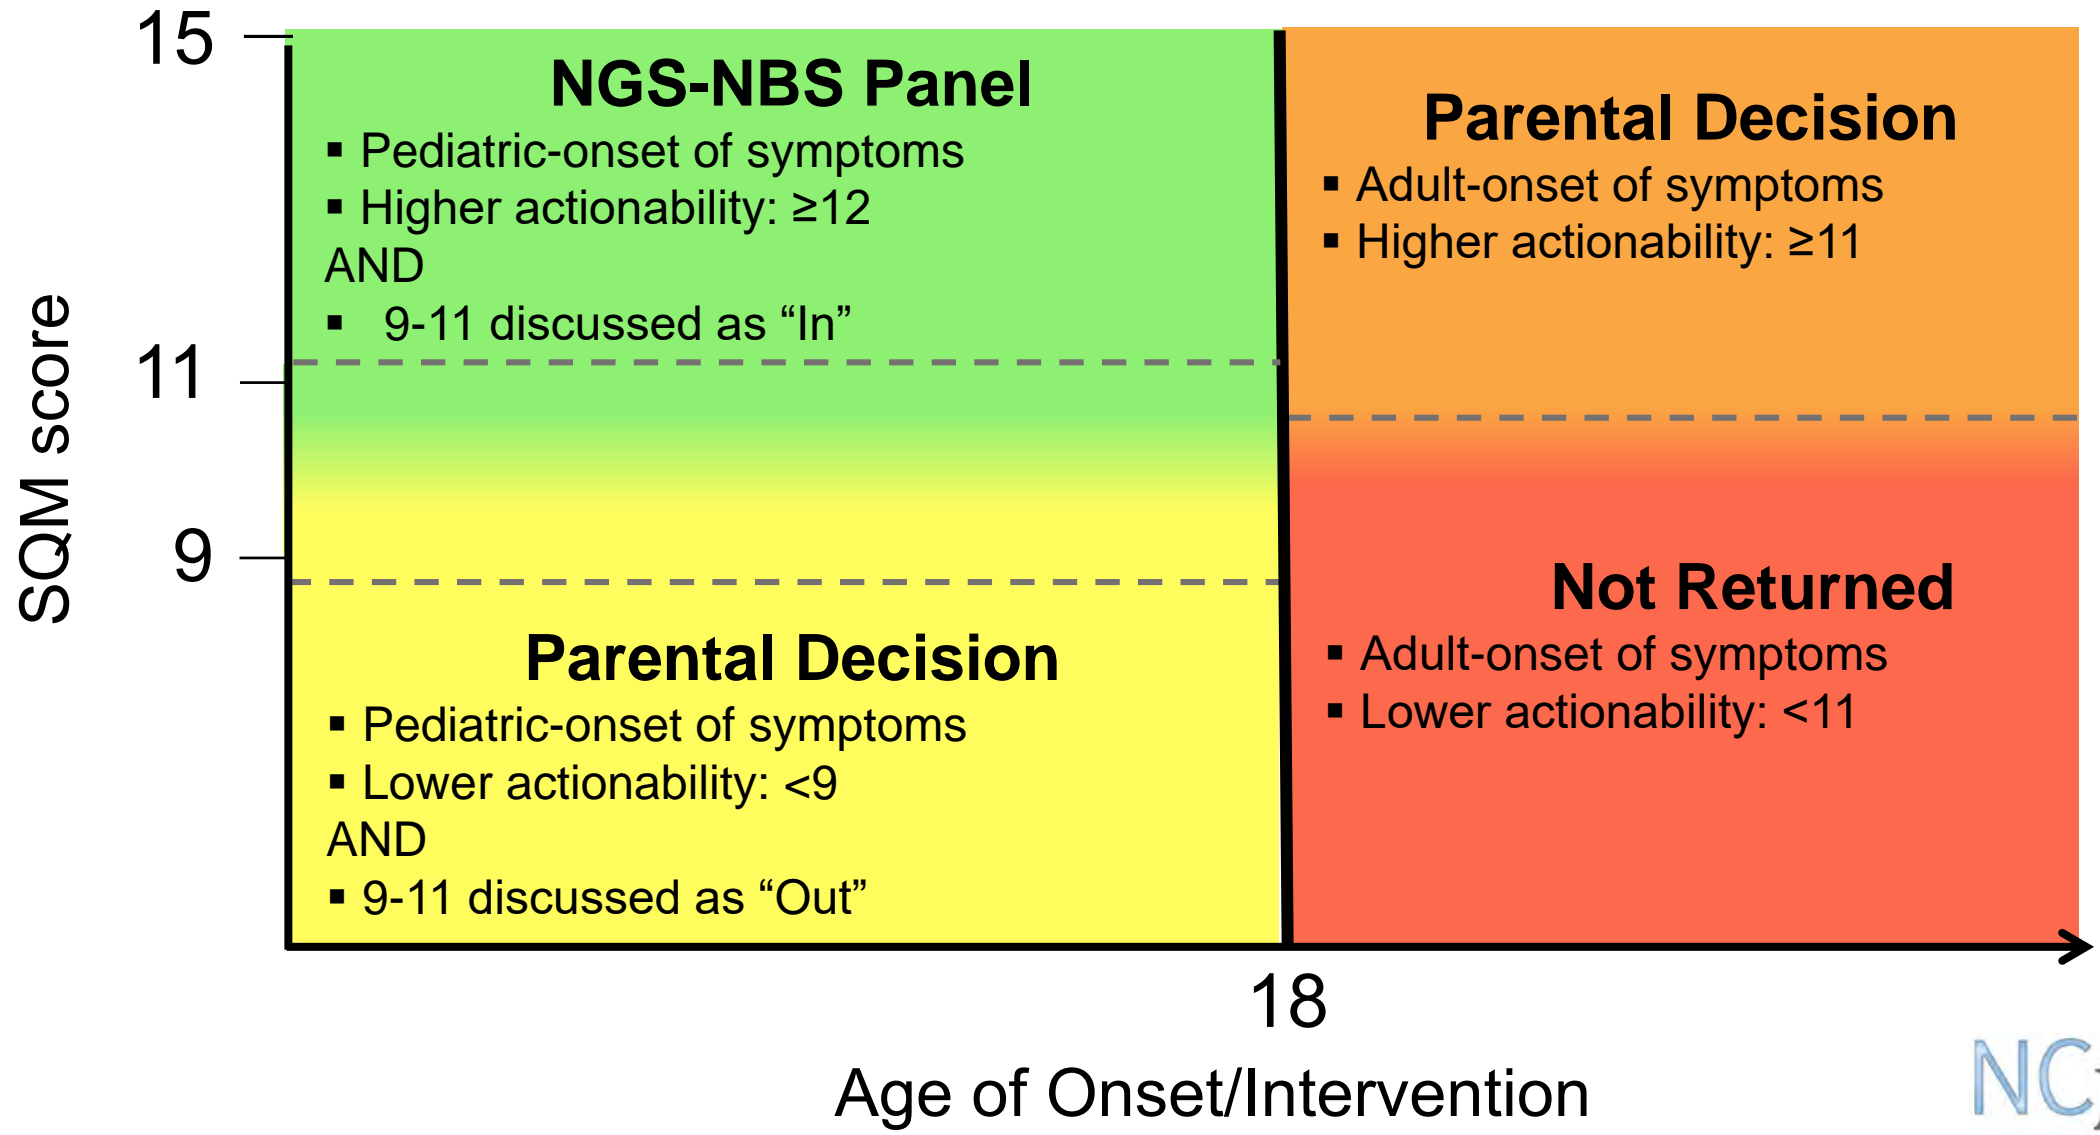 15
NGS-NBS Panel
▪ Pediatric-onset of symptoms
▪ Higher actionability: ≥12
AND
▪ 9-11 discussed as “In”
Parental Decision
▪ Adult-onset of symptoms
▪ Higher actionability: ≥11
SQM score
11
9
Parental Decision
▪ Pediatric-onset of symptoms
▪ Lower actionability: <9
AND
▪ 9-11 discussed as “Out”
Not Returned
▪ Adult-onset of symptoms
▪ Lower actionability: <11
18
Age of Onset/Intervention
NC